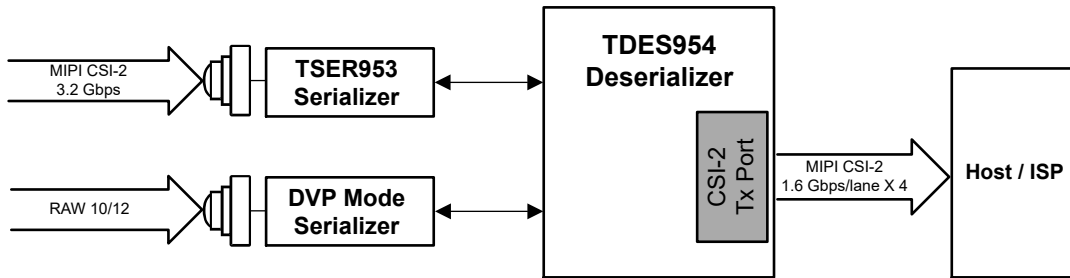 MIPI CSI-2
3.2 Gbps
TSER953
Serializer
RAW 10/12
DVP Mode
Serializer
TDES954
Deserializer
CSI-2
Tx Port
MIPI CSI-2
1.6 Gbps/lane X 4
Host / ISP